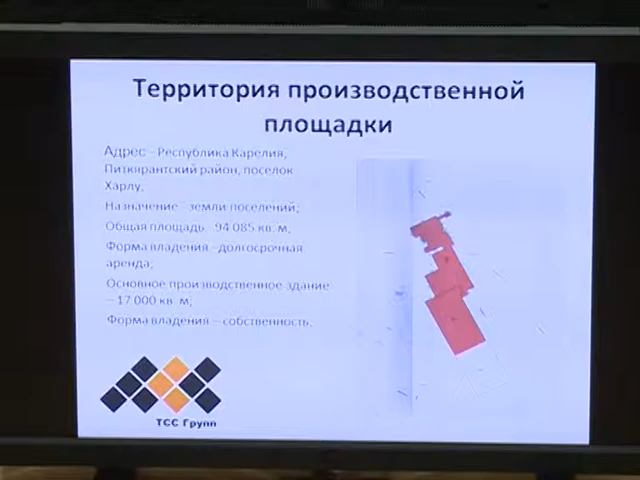 Территория производственной
площадки
Адрес – Республика Карелия,
Питкярантский район, поселок
Харлу;
Назначение - земли поселений;
Общая площадь - 94 085 кв. м,
Форма владения - долгосрочная
аренда;
Основное производственное здание
– 17 000 кв. м;
Форма владения – собственность.
ТСС Групп